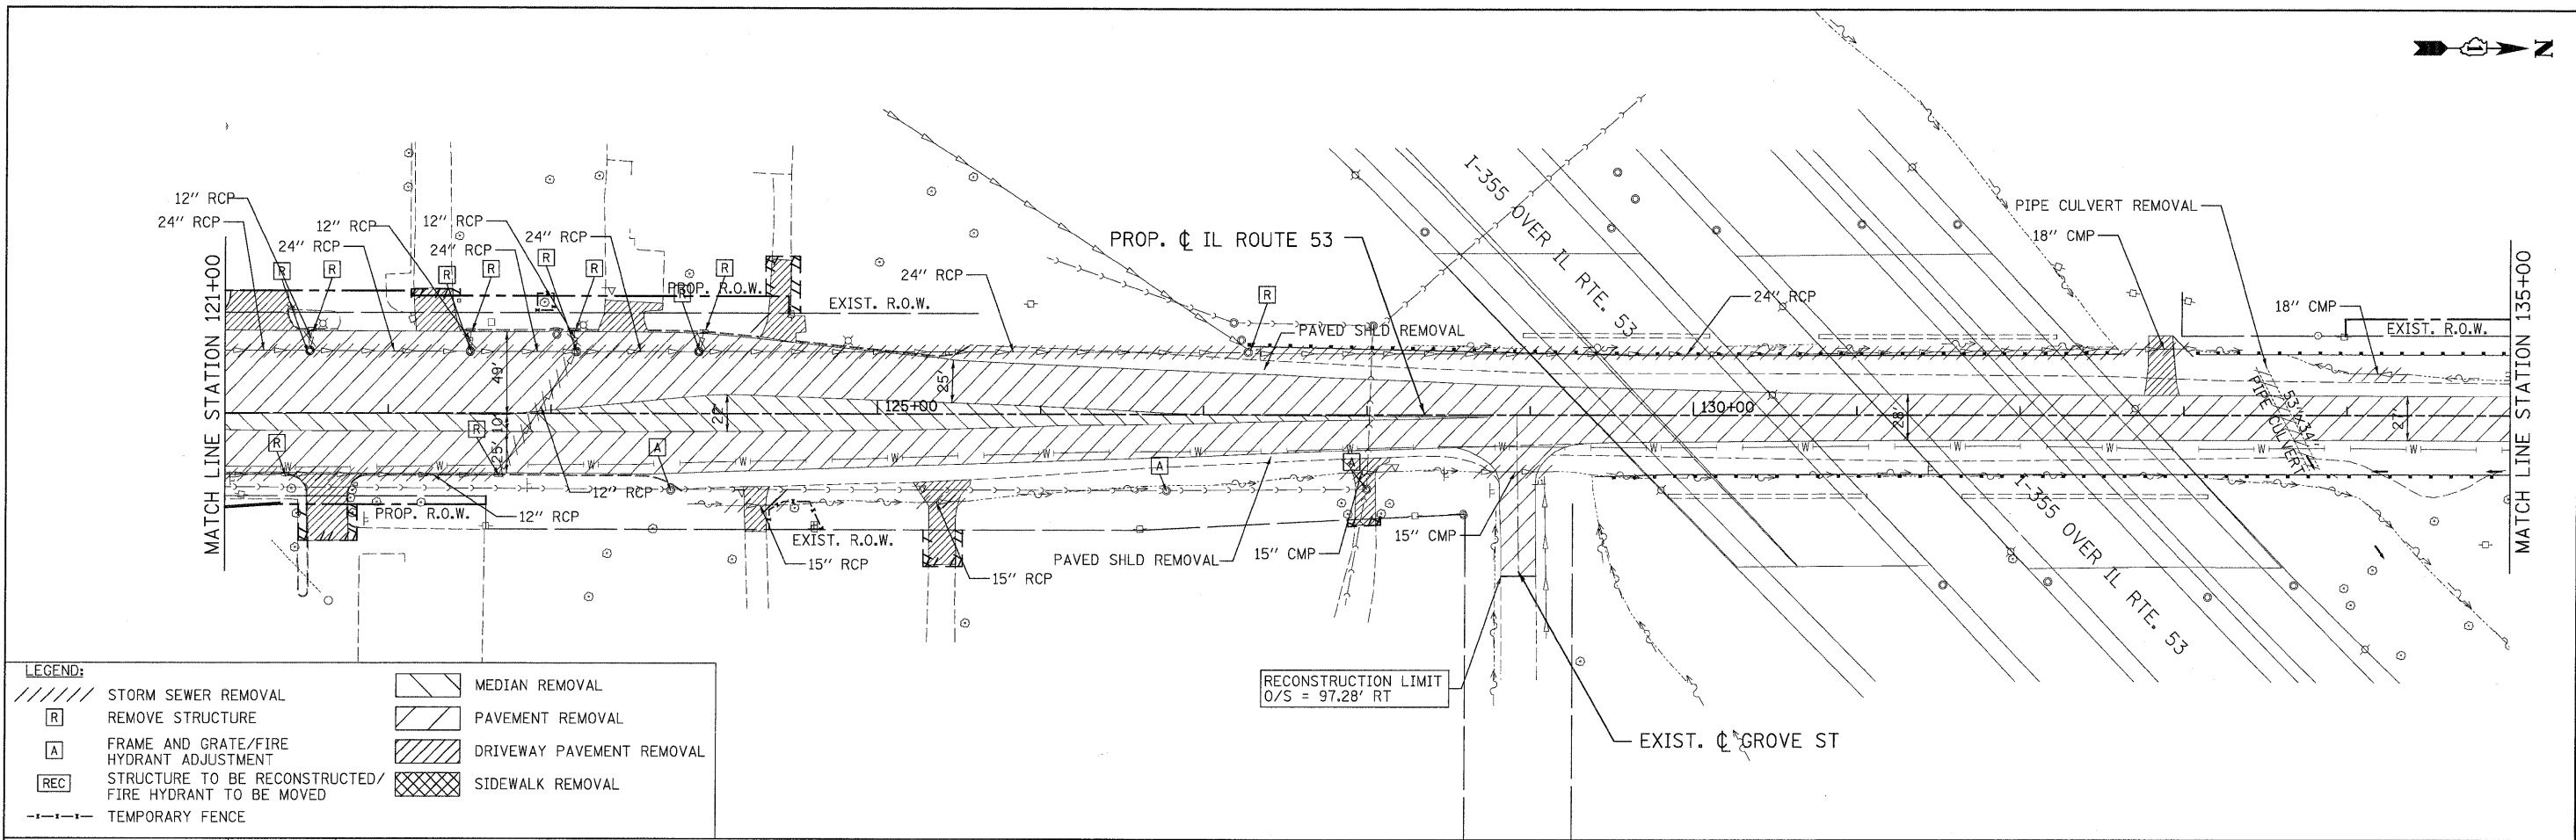 N
12" RCP
24" RCP
12" RCP
24" RCP
12" RCP
24" RCP
24" RCP
R
R
R
R
R
R
R
R
PROP. R.O.W.
EXIST. R.O.W.
24" RCP
PROP. ℄ IL ROUTE 53
R
PAVED SHLD REMOVAL
I-355 OVER IL RTE. 53
24" RCP
PIPE CULVERT REMOVAL
18" CMP
18" CMP
EXIST. R.O.W.
MATCH LINE STATION 121+00
MATCH LINE STATION 135+00
49'
25'
22'
10'
25'
28'
27'
125+00
130+00
53"X34"
PIPE CULVERT
R
R
A
A
A
W W W W W W W W W W W W W W
12" RCP
12" RCP
PROP. R.O.W.
EXIST. R.O.W.
15" RCP
15" RCP
PAVED SHLD REMOVAL
15" CMP
15" CMP
I-355 OVER IL RTE. 53
RECONSTRUCTION LIMIT
O/S = 97.28' RT
EXIST. ℄ GROVE ST
LEGEND:
STORM SEWER REMOVAL
R REMOVE STRUCTURE
A FRAME AND GRATE/FIRE
HYDRANT ADJUSTMENT
REC STRUCTURE TO BE RECONSTRUCTED/
FIRE HYDRANT TO BE MOVED
TEMPORARY FENCE
MEDIAN REMOVAL
PAVEMENT REMOVAL
DRIVEWAY PAVEMENT REMOVAL
SIDEWALK REMOVAL